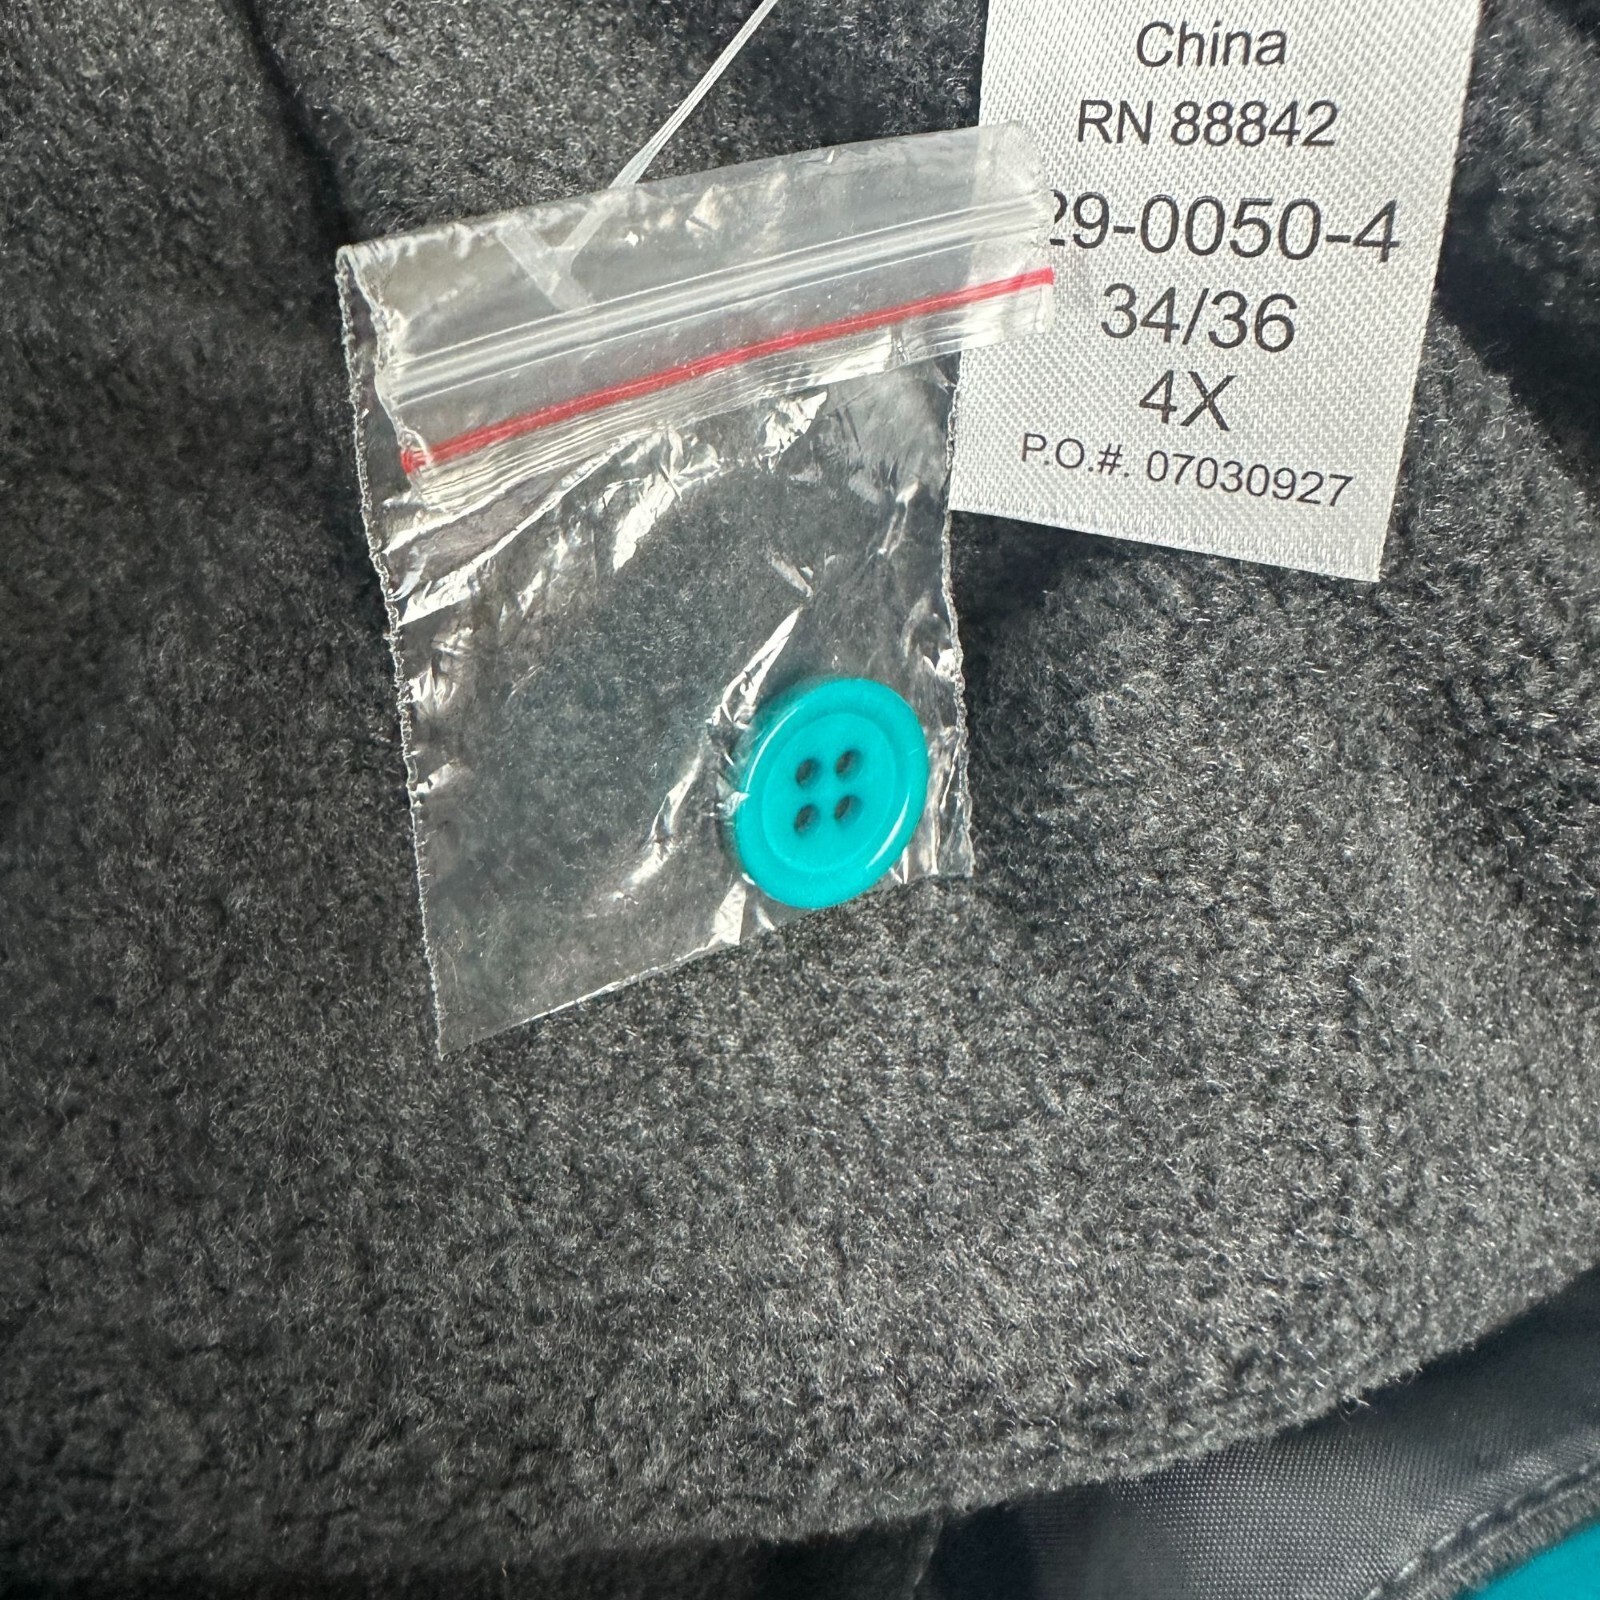 China
RN 88842
29-0050-4
34/36
4X
P.O.#. 07030927